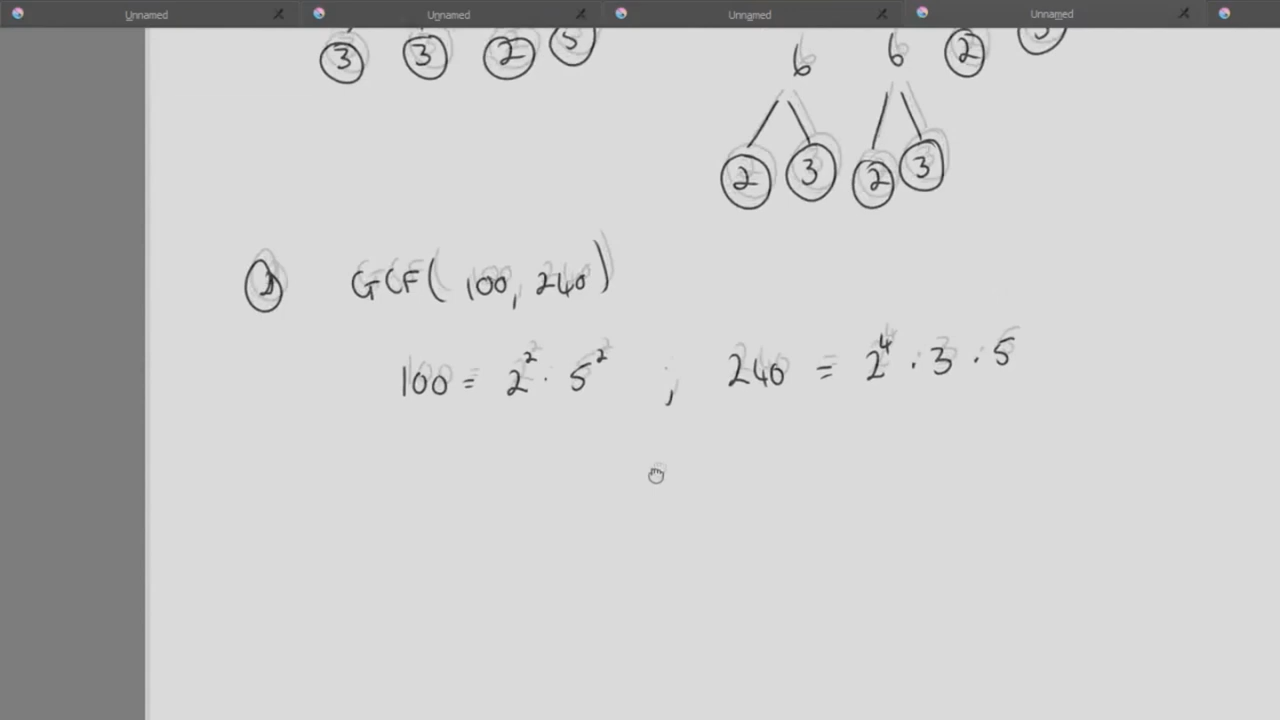 Unnamed Unnamed Unnamed Unnamed
3 3 2 5 6 6 2
2 3 2 3
GCF(100, 240)
100 = 2² · 5² ; 240 = 2⁴ · 3 · 5